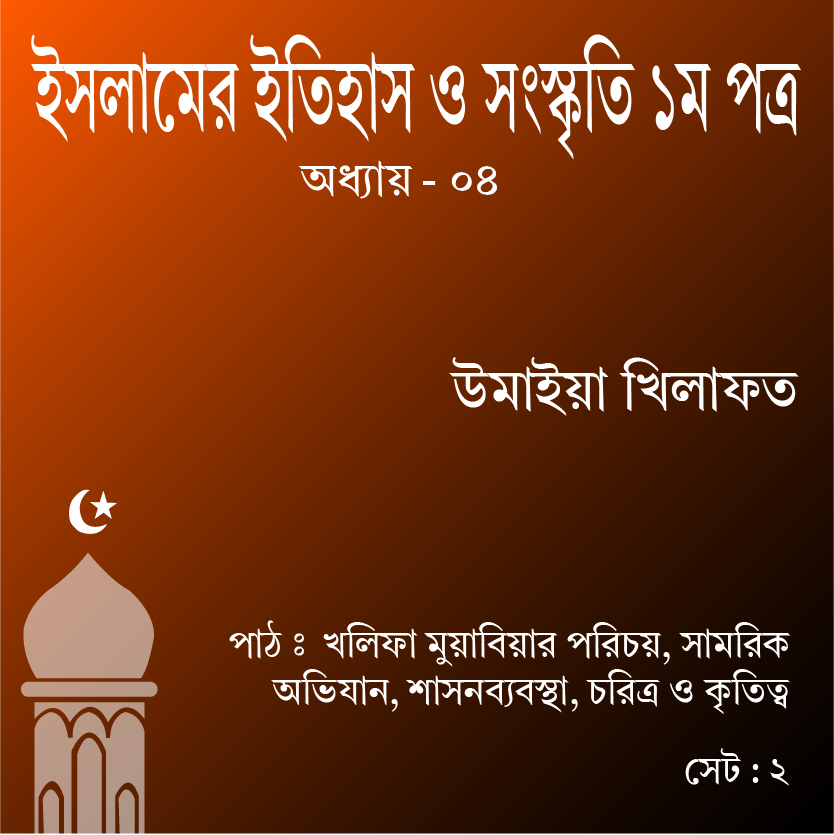 ইসলামের ইতিহাস ও সংস্কৃতি ১ম পত্র
অধ্যায় - ০৪
উমাইয়া খিলাফত
পাঠ ঃ খলিফা মুয়াবিয়ার পরিচয়, সামরিক
অভিযান, শাসনব্যবস্থা, চরিত্র ও কৃতিত্ব
সেট : ২